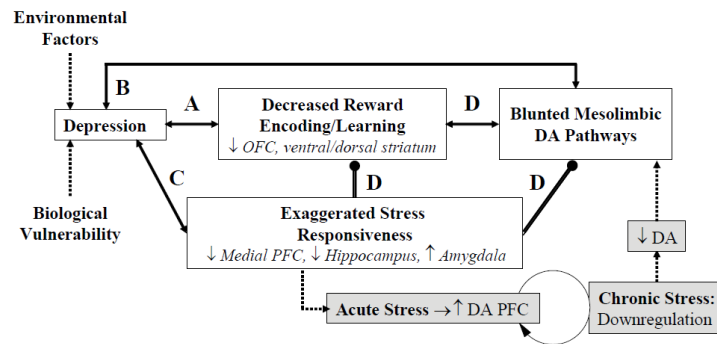 Environmental
Factors
B
A
D
Depression
Decreased Reward
Encoding/Learning
↓ OFC, ventral/dorsal striatum
Blunted Mesolimbic
DA Pathways
C
D
D
Biological
Vulnerability
Exaggerated Stress
Responsiveness
↓ Medial PFC, ↓ Hippocampus, ↑ Amygdala
↓ DA
Acute Stress → ↑ DA PFC
Chronic Stress:
Downregulation